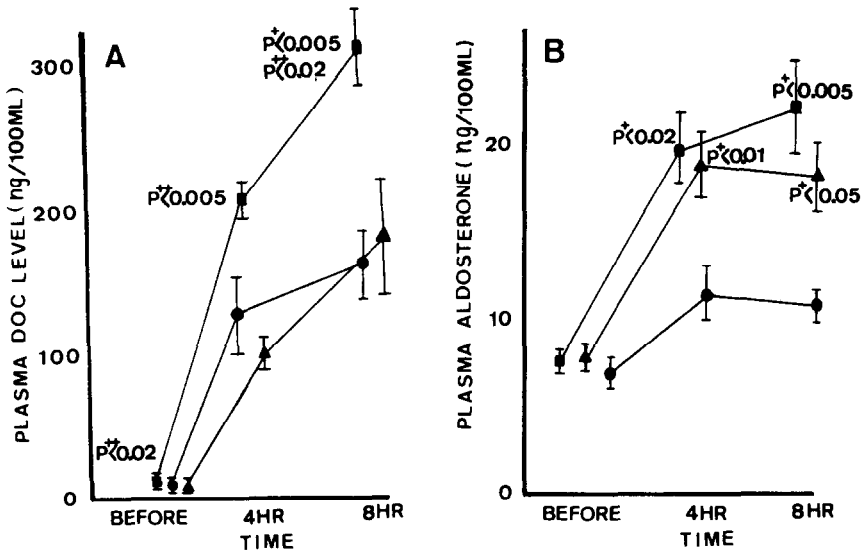 A
PLASMA DOC LEVEL (ng/100ML)
300
200
100
0
P⁺<0.005
P⁺⁺<0.02
P⁺⁺<0.005
P⁺⁺<0.02
BEFORE 4HR 8HR
TIME
B
PLASMA ALDOSTERONE (ng/100ML)
20
10
0
P⁺<0.02
P⁺<0.005
P⁺<0.01
P⁺<0.05
BEFORE 4HR 8HR
TIME